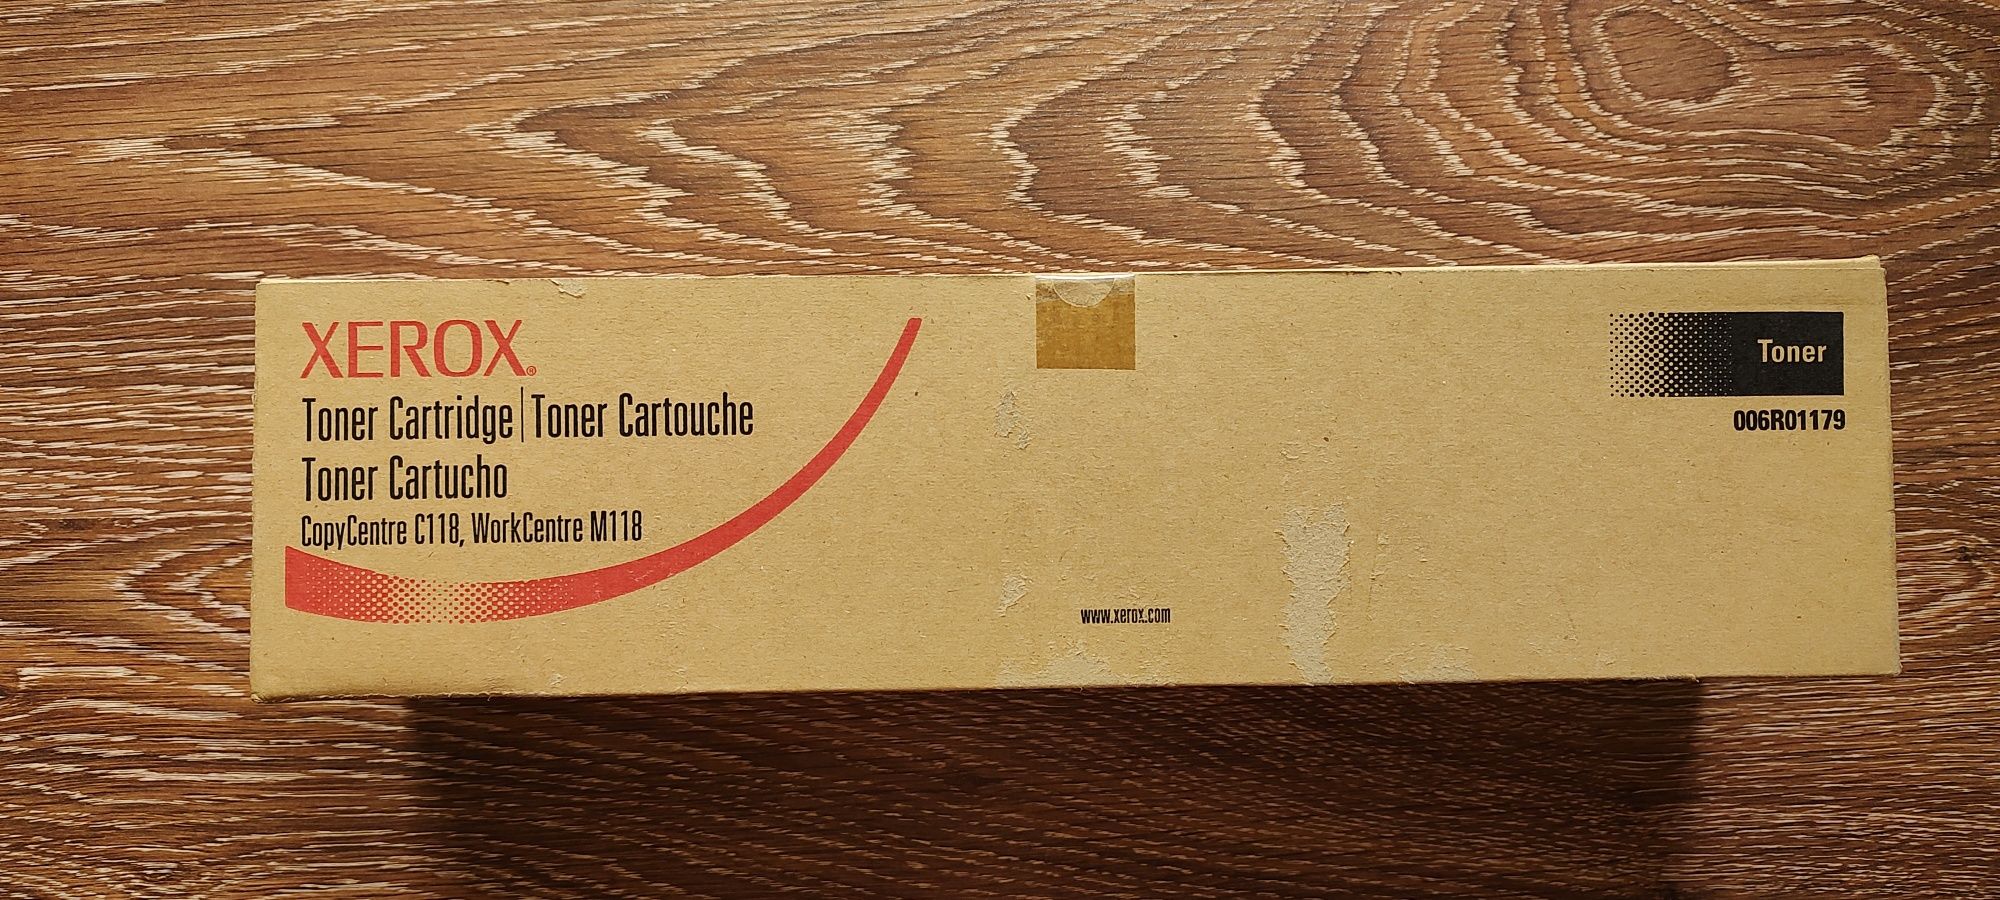 XEROX®
Toner Cartridge | Toner Cartouche
Toner Cartucho
CopyCentre C118, WorkCentre M118
www.xerox.com
Toner
006R01179